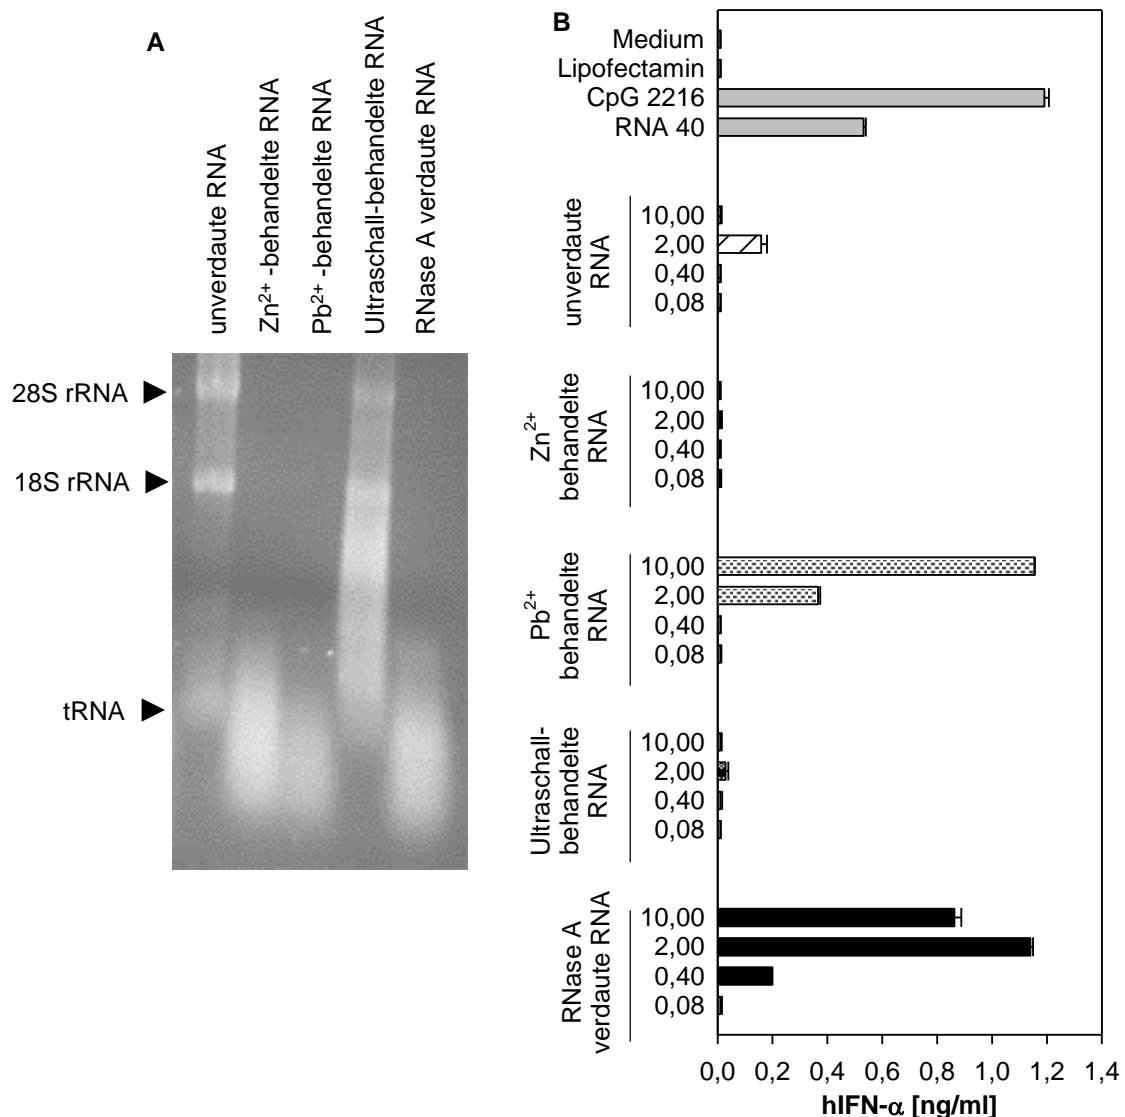 A
unverdaute RNA
Zn2+ -behandelte RNA
Pb2+ -behandelte RNA
Ultraschall-behandelte RNA
RNase A verdaute RNA
28S rRNA
18S rRNA
tRNA
B
Medium
Lipofectamin
CpG 2216
RNA 40
unverdaute
RNA
10,00
2,00
0,40
0,08
Zn2+
behandelte
RNA
10,00
2,00
0,40
0,08
Pb2+
behandelte
RNA
10,00
2,00
0,40
0,08
Ultraschall-
behandelte
RNA
10,00
2,00
0,40
0,08
RNase A
verdaute RNA
10,00
2,00
0,40
0,08
0,0 0,2 0,4 0,6 0,8 1,0 1,2 1,4
hIFN-α [ng/ml]